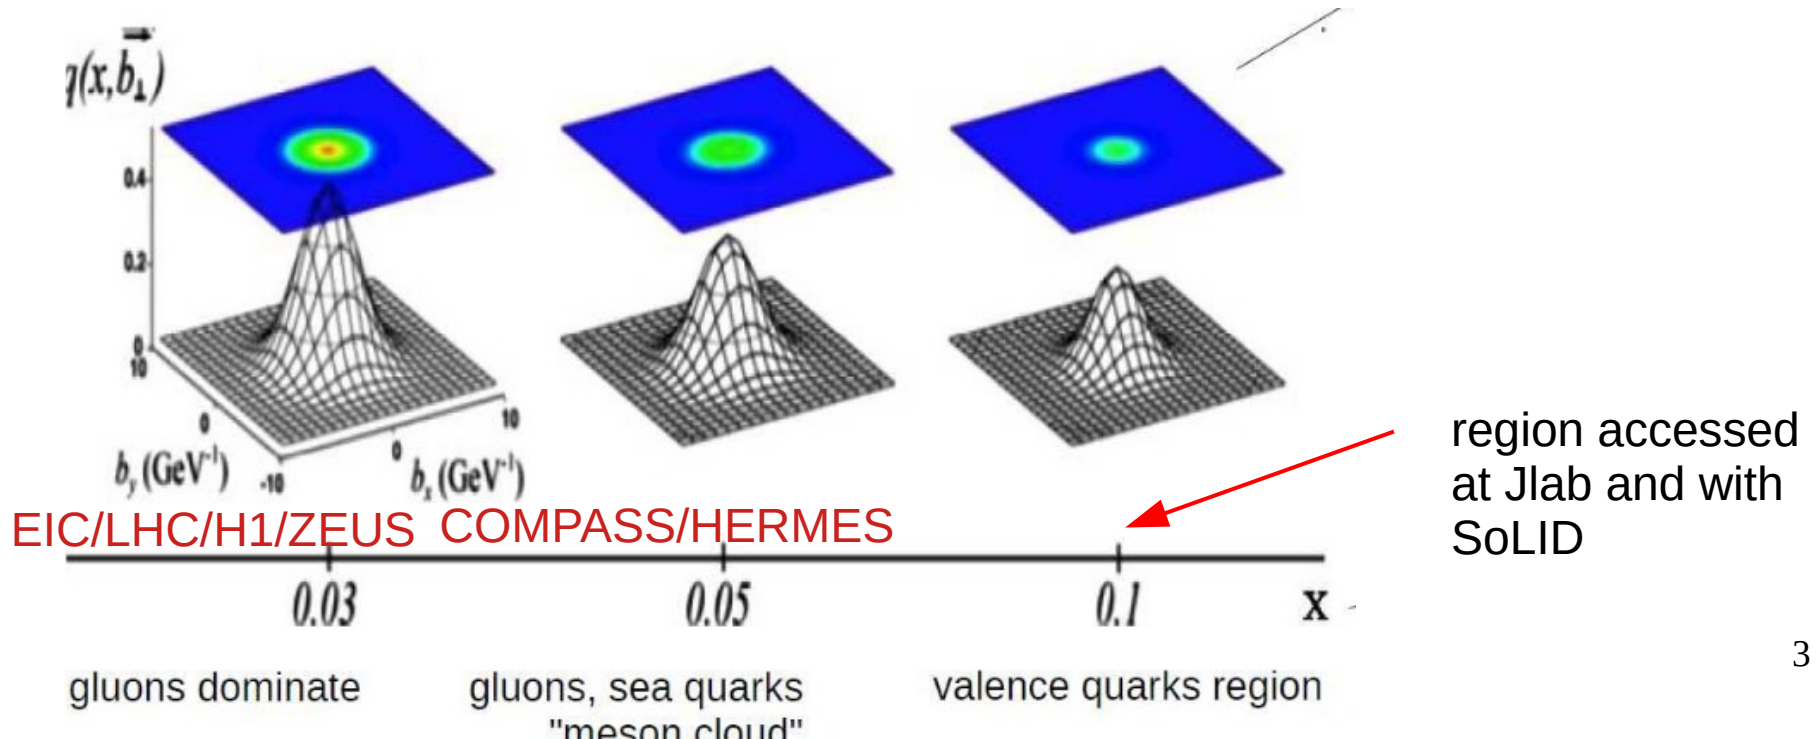 q(x,b⊥)
0.4
0.2
0
10
0
-10
b_y (GeV⁻¹)
0
10
b_x (GeV⁻¹)
region accessed
at Jlab and with
SoLID
EIC/LHC/H1/ZEUS COMPASS/HERMES
0.03 0.05 0.1 x
3
gluons dominate
gluons, sea quarks
"meson cloud"
valence quarks region